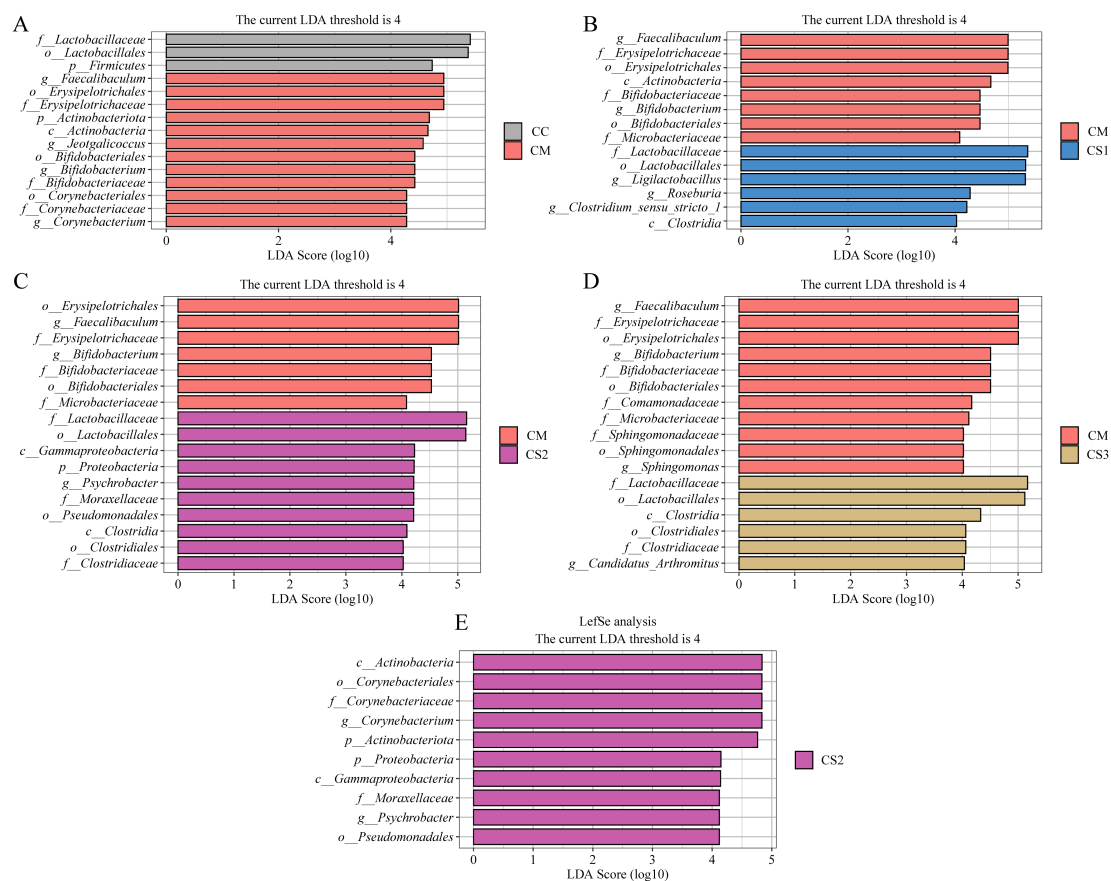 A
The current LDA threshold is 4
f__Lactobacillaceae
o__Lactobacillales
p__Firmicutes
g__Faecalibaculum
o__Erysipelotrichales
f__Erysipelotrichaceae
p__Actinobacteriota
c__Actinobacteria
g__Jeotgalicoccus
o__Bifidobacteriales
g__Bifidobacterium
f__Bifidobacteriaceae
o__Corynebacteriales
f__Corynebacteriaceae
g__Corynebacterium
0 2 4
LDA Score (log10)
CC
CM
B
The current LDA threshold is 4
g__Faecalibaculum
f__Erysipelotrichaceae
o__Erysipelotrichales
c__Actinobacteria
f__Bifidobacteriaceae
g__Bifidobacterium
o__Bifidobacteriales
f__Microbacteriaceae
f__Lactobacillaceae
o__Lactobacillales
g__Ligilactobacillus
g__Roseburia
g__Clostridium_sensu_stricto_1
c__Clostridia
0 2 4
LDA Score (log10)
CM
CS1
C
The current LDA threshold is 4
o__Erysipelotrichales
g__Faecalibaculum
f__Erysipelotrichaceae
g__Bifidobacterium
f__Bifidobacteriaceae
o__Bifidobacteriales
f__Microbacteriaceae
f__Lactobacillaceae
o__Lactobacillales
c__Gammaproteobacteria
p__Proteobacteria
g__Psychrobacter
f__Moraxellaceae
o__Pseudomonadales
c__Clostridia
o__Clostridiales
f__Clostridiaceae
0 1 2 3 4 5
LDA Score (log10)
CM
CS2
D
The current LDA threshold is 4
g__Faecalibaculum
f__Erysipelotrichaceae
o__Erysipelotrichales
g__Bifidobacterium
f__Bifidobacteriaceae
o__Bifidobacteriales
f__Comamonadaceae
f__Microbacteriaceae
f__Sphingomonadaceae
o__Sphingomonadales
g__Sphingomonas
f__Lactobacillaceae
o__Lactobacillales
c__Clostridia
o__Clostridiales
f__Clostridiaceae
g__Candidatus_Arthromitus
0 1 2 3 4 5
LDA Score (log10)
CM
CS3
E
LefSe analysis
The current LDA threshold is 4
c__Actinobacteria
o__Corynebacteriales
f__Corynebacteriaceae
g__Corynebacterium
p__Actinobacteriota
p__Proteobacteria
c__Gammaproteobacteria
f__Moraxellaceae
g__Psychrobacter
o__Pseudomonadales
0 1 2 3 4 5
LDA Score (log10)
CS2